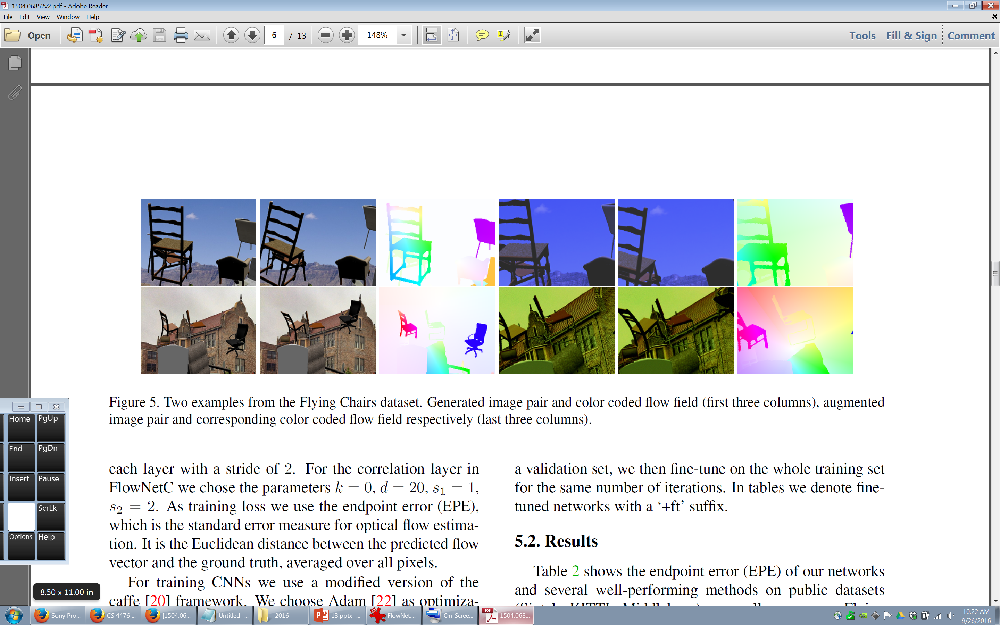 1504.06852v2.pdf - Adobe Reader
File Edit View Window Help
Open 6 / 13 148% Tools Fill & Sign Comment
Figure 5. Two examples from the Flying Chairs dataset. Generated image pair and color coded flow field (first three columns), augmented
image pair and corresponding color coded flow field respectively (last three columns).
each layer with a stride of 2. For the correlation layer in
FlowNetC we chose the parameters k = 0, d = 20, s₁ = 1,
s₂ = 2. As training loss we use the endpoint error (EPE),
which is the standard error measure for optical flow estima-
tion. It is the Euclidean distance between the predicted flow
vector and the ground truth, averaged over all pixels.
For training CNNs we use a modified version of the
caffe [20] framework. We choose Adam [22] as optimiza-
a validation set, we then fine-tune on the whole training set
for the same number of iterations. In tables we denote fine-
tuned networks with a ‘+ft’ suffix.
5.2. Results
Table 2 shows the endpoint error (EPE) of our networks
and several well-performing methods on public datasets
Home PgUp
End PgDn
Insert Pause
ScrLk
Options Help
8.50 x 11.00 in
Sony Pro... CS 4476 ... [1504.06... Untitled -... 2016 13.pptx -... FlowNet.... On-Scree... 1504.068...
10:22 AM
9/26/2016